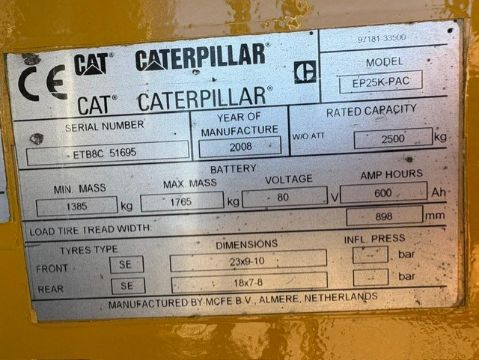 97181-33500
CE CAT CATERPILLAR
CAT® CATERPILLAR®
C
MODEL
EP25K-PAC
SERIAL NUMBER
ETB8C 51695
YEAR OF
MANUFACTURE
2008
RATED CAPACITY
W/O ATT 2500 kg
BATTERY
MIN. MASS
1385 kg
MAX. MASS
1765 kg
VOLTAGE
80 V
AMP HOURS
600 Ah
LOAD TIRE TREAD WIDTH: 898 mm
TYRES TYPE DIMENSIONS INFL. PRESS
FRONT SE 23x9-10 bar
REAR SE 18x7-8 bar
MANUFACTURED BY MCFE B.V., ALMERE, NETHERLANDS